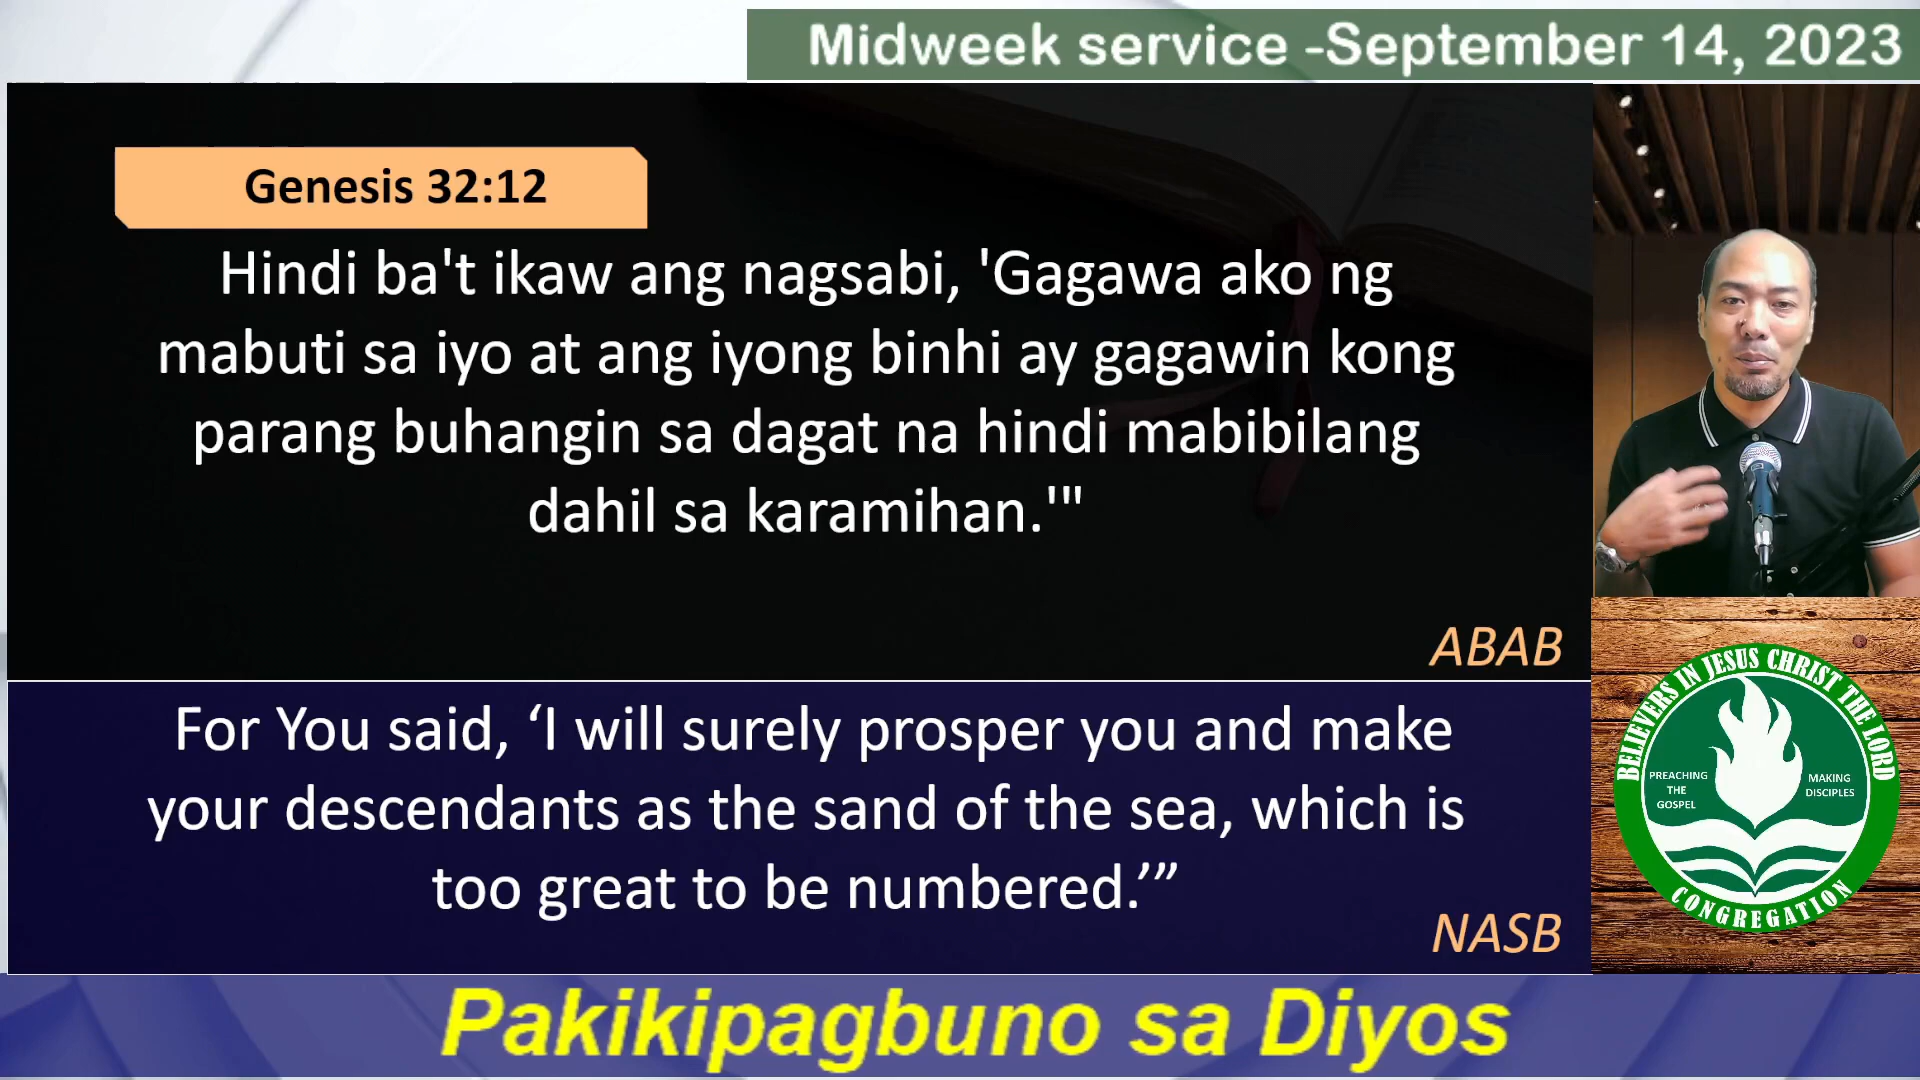 Midweek service -September 14, 2023
Genesis 32:12
Hindi ba't ikaw ang nagsabi, 'Gagawa ako ng
mabuti sa iyo at ang iyong binhi ay gagawin kong
parang buhangin sa dagat na hindi mabibilang
dahil sa karamihan.'"
ABAB
For You said, ‘I will surely prosper you and make
your descendants as the sand of the sea, which is
too great to be numbered.’”
NASB
BELIEVERS IN JESUS CHRIST THE LORD
PREACHING
THE
GOSPEL
MAKING
DISCIPLES
CONGREGATION
Pakikipagbuno sa Diyos